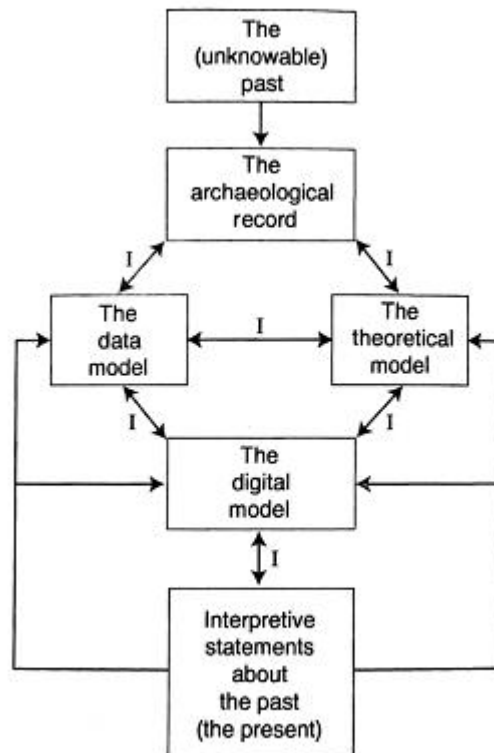 The
(unknowable)
past
The
archaeological
record
I
I
The
data
model
I
The
theoretical
model
I
I
The
digital
model
I
Interpretive
statements
about
the past
(the present)